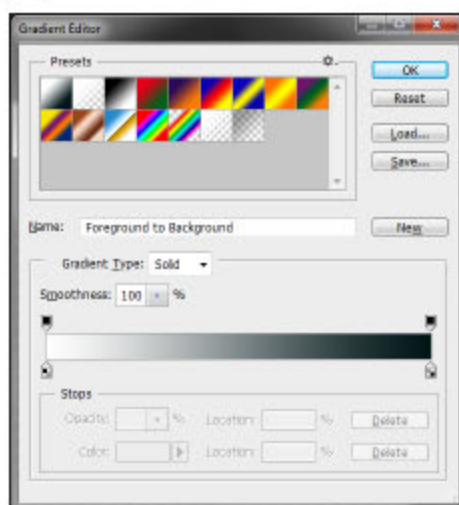 Gradient Editor
Presets
OK
Reset
Load...
Save...
Name: Foreground to Background
New
Gradient Type: Solid
Smoothness: 100 %
Stops
Opacity: % Location: % Delete
Color: Location: % Delete